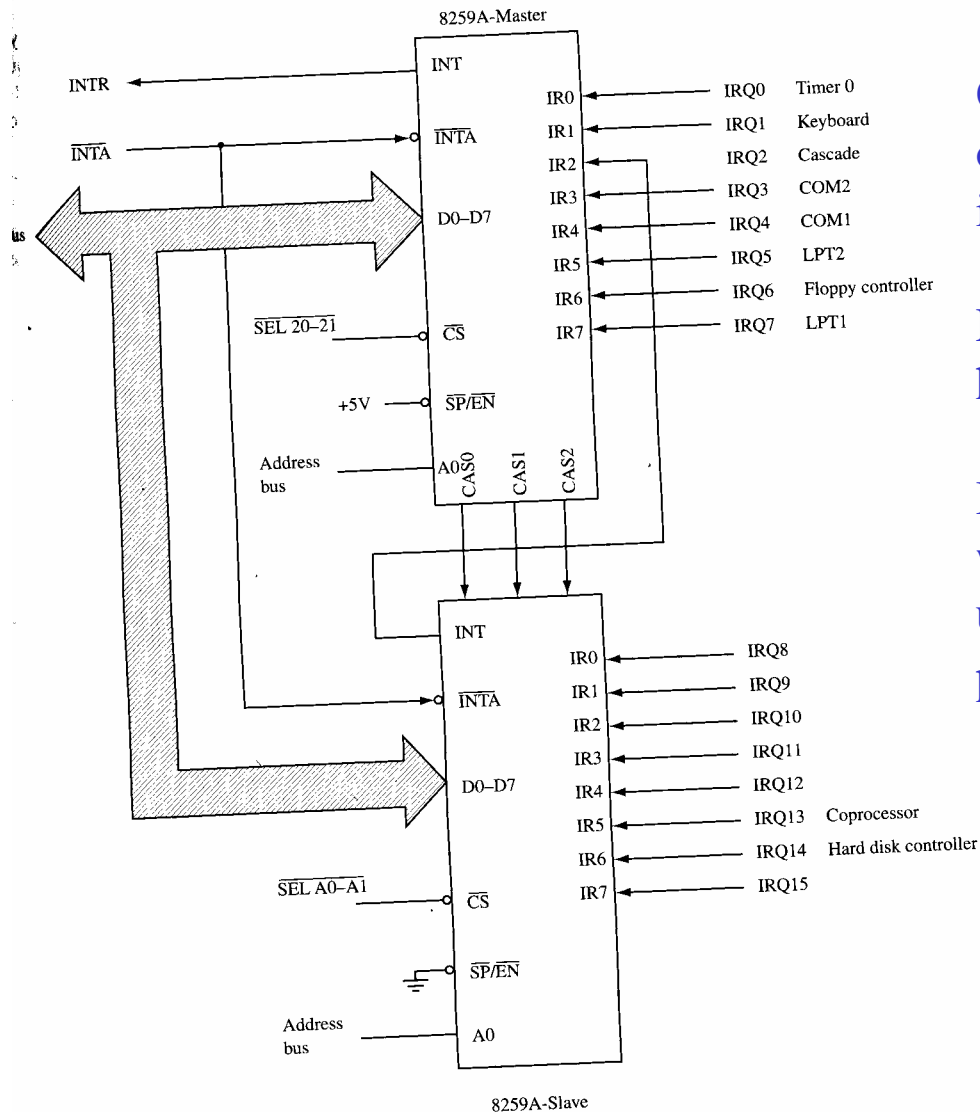 8259A-Master
INT
INTR
IR0 IRQ0 Timer 0
INTA
INTA
IR1 IRQ1 Keyboard
IR2 IRQ2 Cascade
IR3 IRQ3 COM2
us
D0–D7
IR4 IRQ4 COM1
IR5 IRQ5 LPT2
IR6 IRQ6 Floppy controller
SEL 20–21
CS
IR7 IRQ7 LPT1
+5V
SP/EN
Address
bus
A0
CAS0
CAS1
CAS2
INT
IR0 IRQ8
INTA
IR1 IRQ9
IR2 IRQ10
IR3 IRQ11
D0–D7
IR4 IRQ12
IR5 IRQ13 Coprocessor
IR6 IRQ14 Hard disk controller
SEL A0–A1
CS
IR7 IRQ15
SP/EN
Address
bus
A0
8259A-Slave